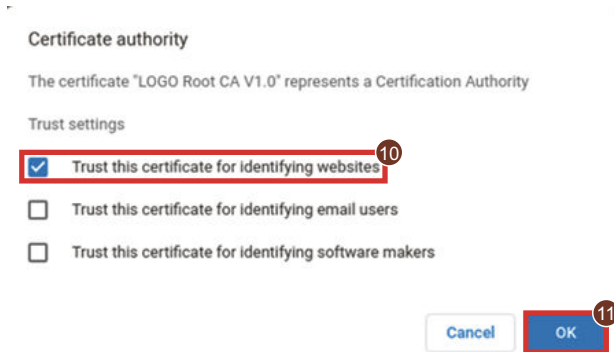 Certificate authority
The certificate "LOGO Root CA V1.0" represents a Certification Authority
Trust settings
10
Trust this certificate for identifying websites
Trust this certificate for identifying email users
Trust this certificate for identifying software makers
11
Cancel OK